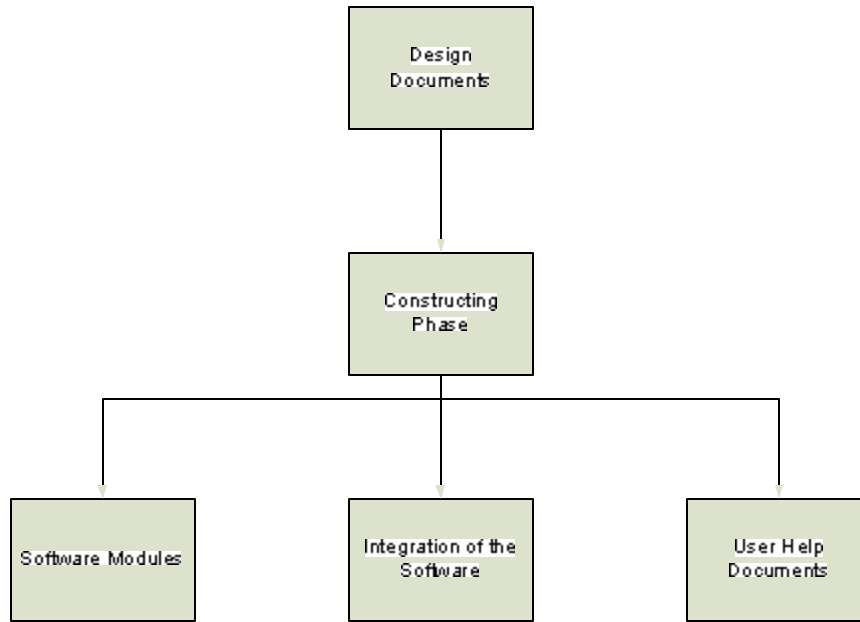 Design
Documents
Constructing
Phase
Software Modules
Integration of the
Software
User Help
Documents